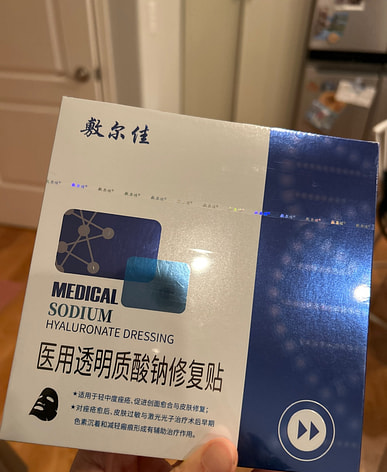 敷尔佳
MEDICAL
SODIUM
HYALURONATE DRESSING
医用透明质酸钠修复贴
★适用于轻中度痤疮,促进创面愈合与皮肤修复;
★对痤疮愈后、皮肤过敏与激光光子治疗术后早期
色素沉着和减轻瘢痕形成有辅助治疗作用。